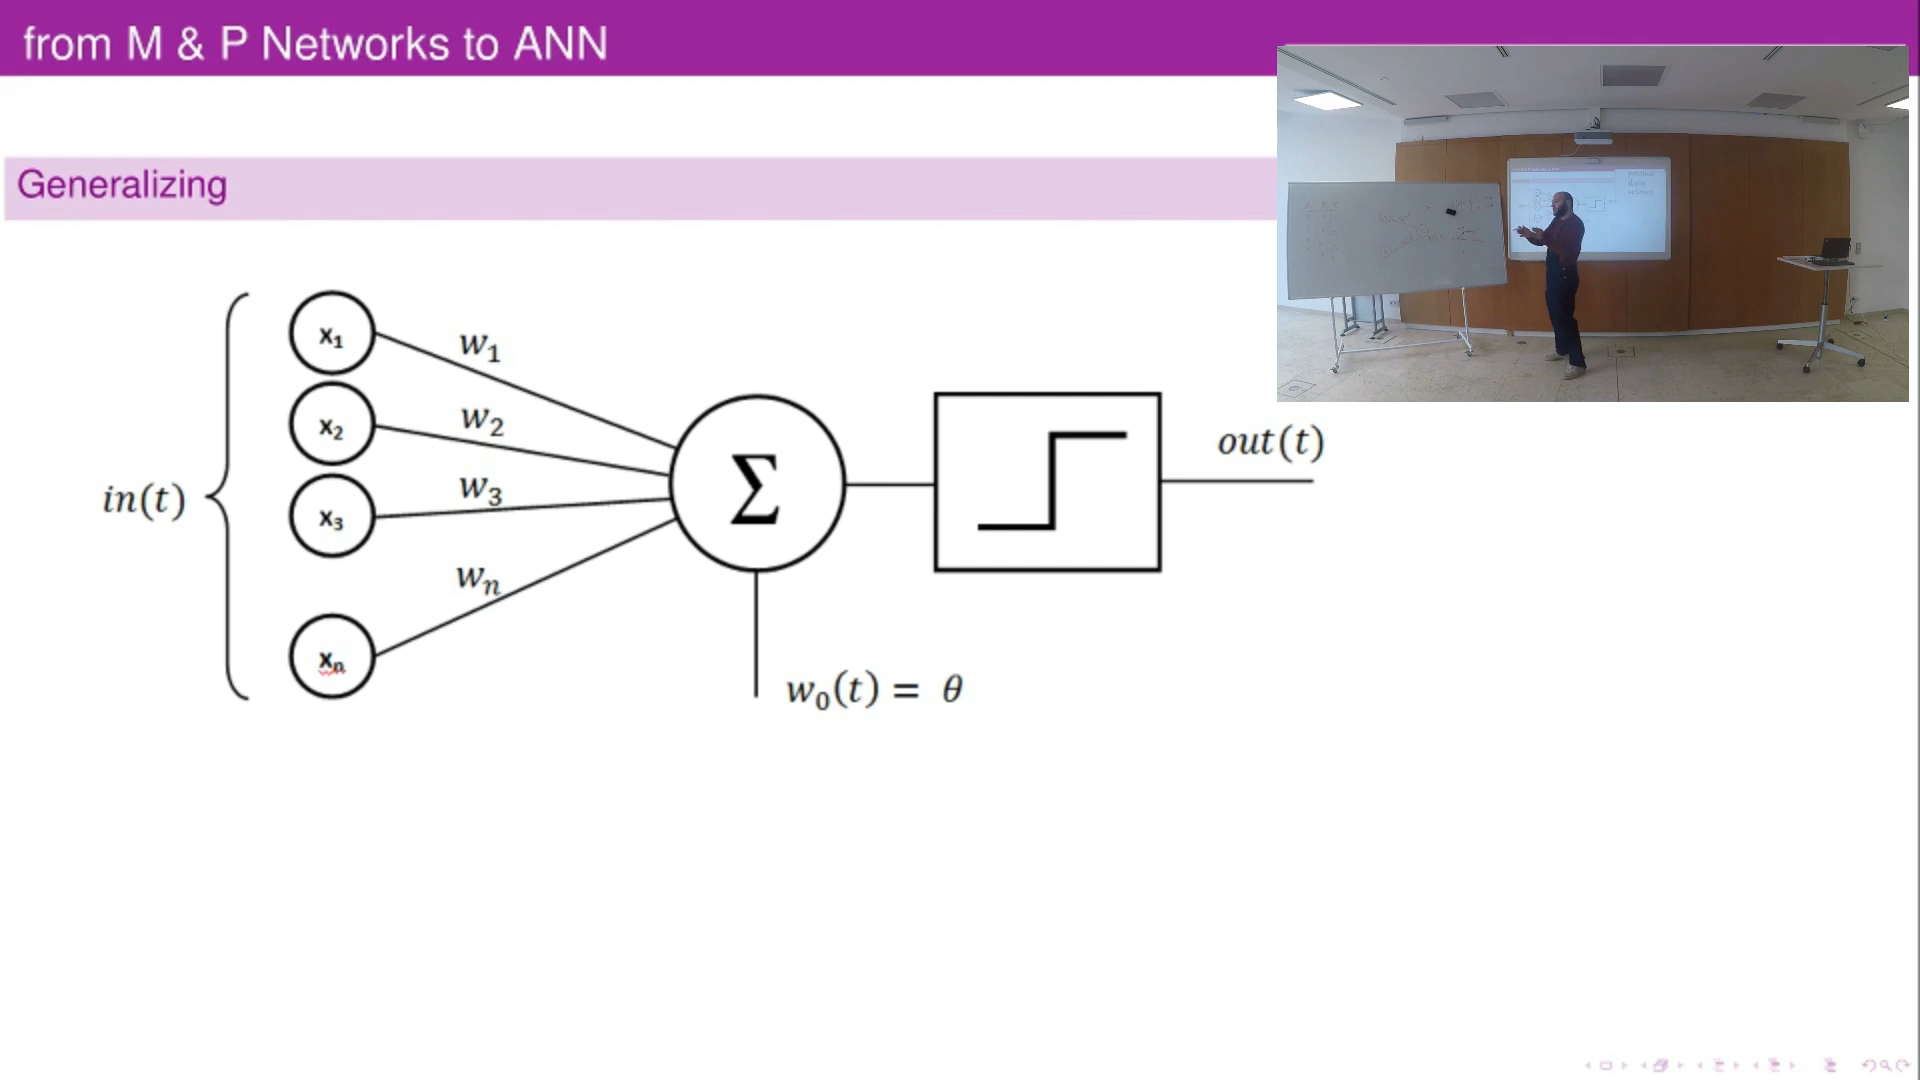 from M & P Networks to ANN
Generalizing
x₁
w₁
x₂
w₂
x₃
w₃
xₙ
wₙ
in(t)
Σ
out(t)
w₀(t) = θ